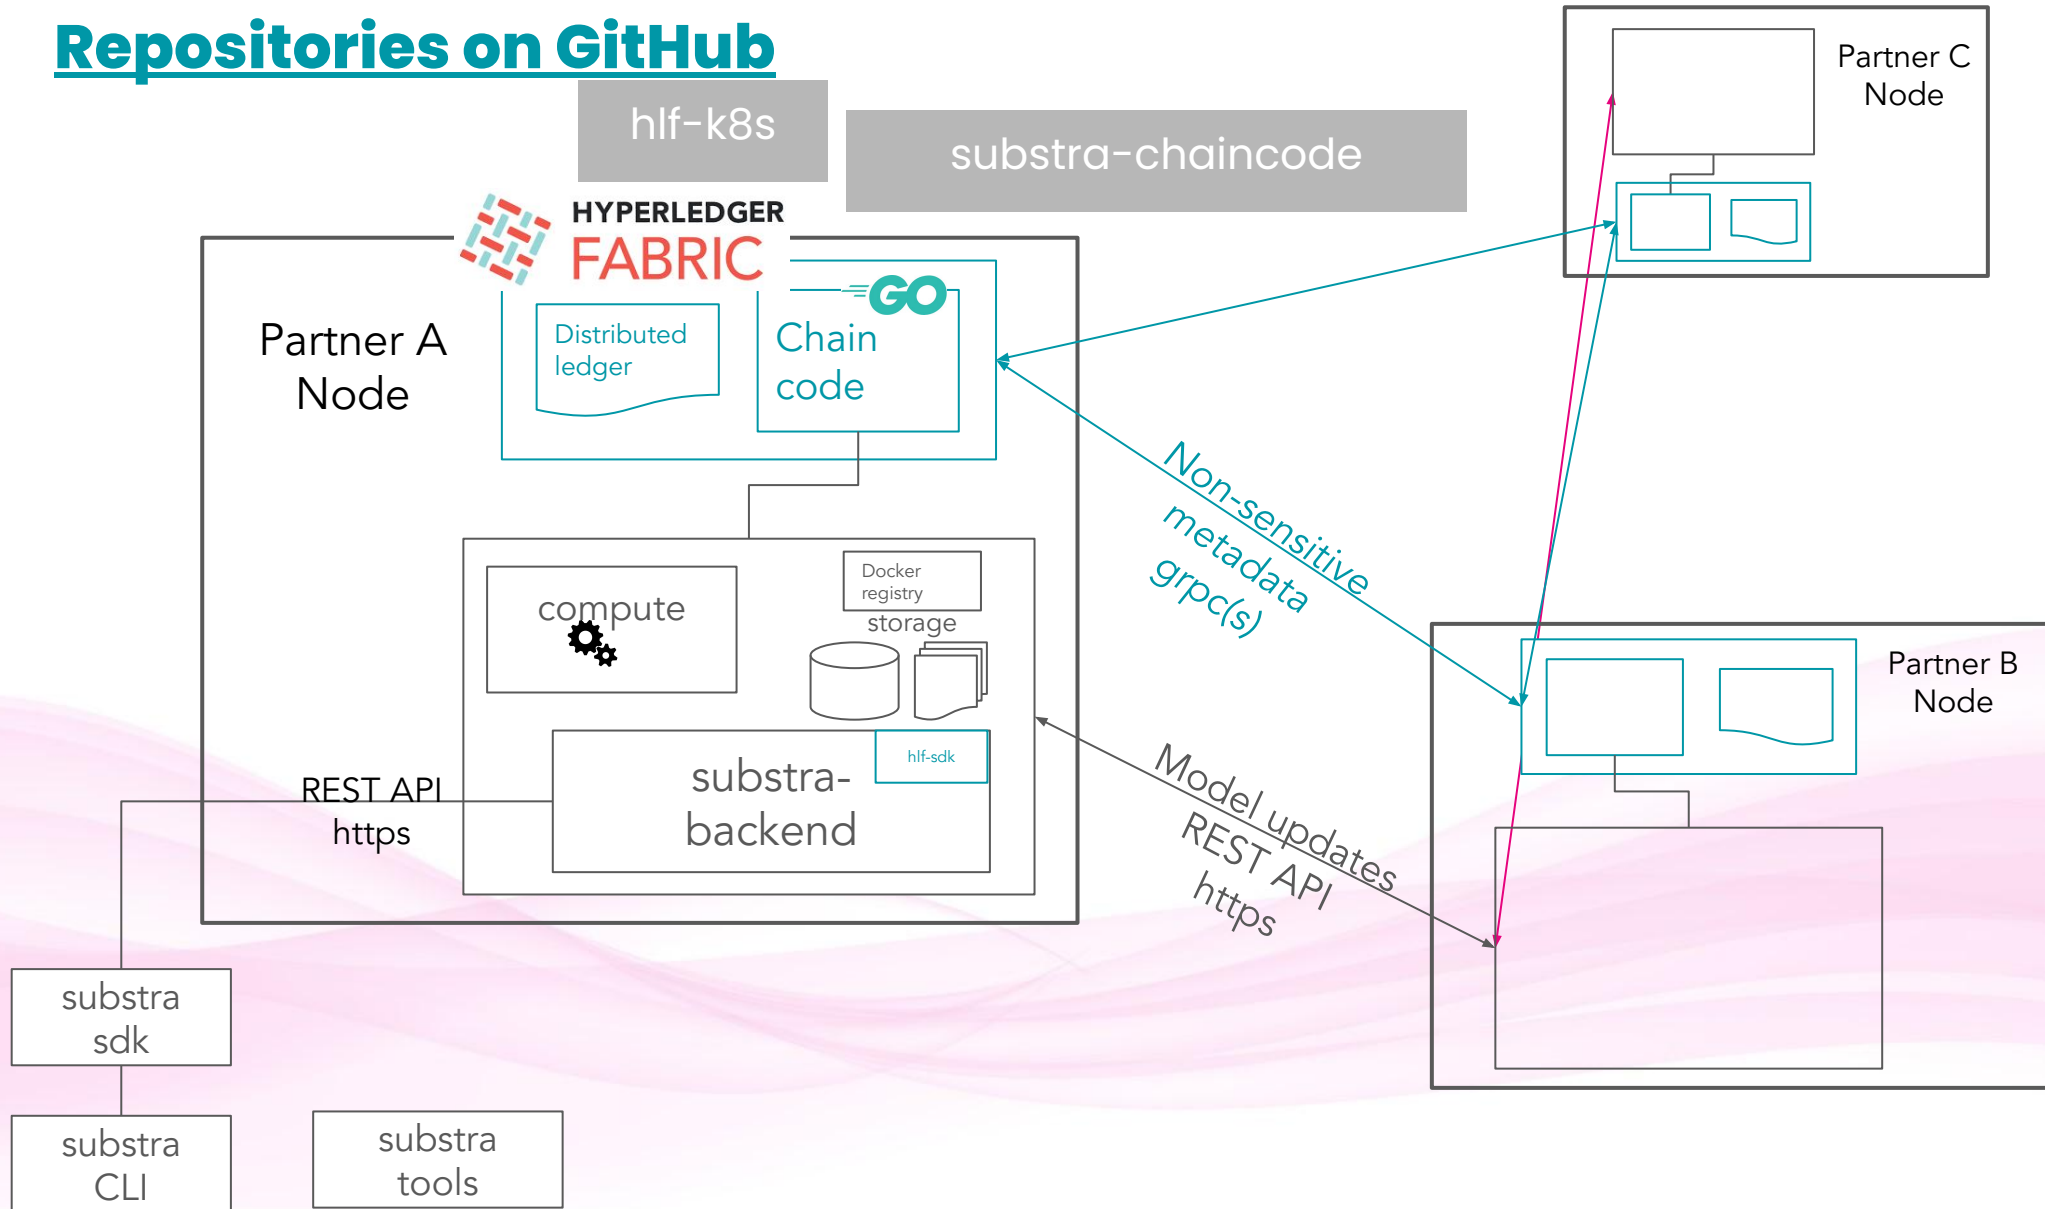 Repositories on GitHub
hlf-k8s
substra-chaincode
HYPERLEDGER
FABRIC
GO
Partner A
Node
Distributed
ledger
Chain
code
Partner C
Node
Non-sensitive
metadata
grpc(s)
compute
Docker
registry
storage
hlf-sdk
substra-
backend
REST API
https
Model updates
REST API
https
Partner B
Node
substra
sdk
substra
CLI
substra
tools